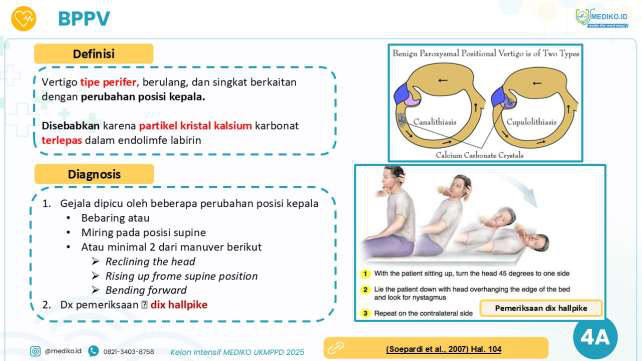 BPPV
MEDIKO.ID
Definisi
Vertigo tipe perifer, berulang, dan singkat berkaitan
dengan perubahan posisi kepala.
Disebabkan karena partikel kristal kalsium karbonat
terlepas dalam endolimfe labirin
Diagnosis
1. Gejala dipicu oleh beberapa perubahan posisi kepala
• Bebaring atau
• Miring pada posisi supine
• Atau minimal 2 dari manuver berikut
➢ Reclining the head
➢ Rising up frome supine position
➢ Bending forward
2. Dx pemeriksaan 🡪 dix hallpike
Benign Paroxysmal Positional Vertigo is of Two Types
Canalithiasis
Cupulolithiasis
Calcium Carbonate Crystals
1 With the patient sitting up, turn the head 45 degrees to one side
2 Lie the patient down with head overhanging the edge of the bed
and look for nystagmus
3 Repeat on the contralateral side
Pemeriksaan dix hallpike
4A
@mediko.id
0821-3403-8758
Kelon Intensif MEDIKO UKMPPD 2025
(Soepardi et al., 2007) Hal. 104